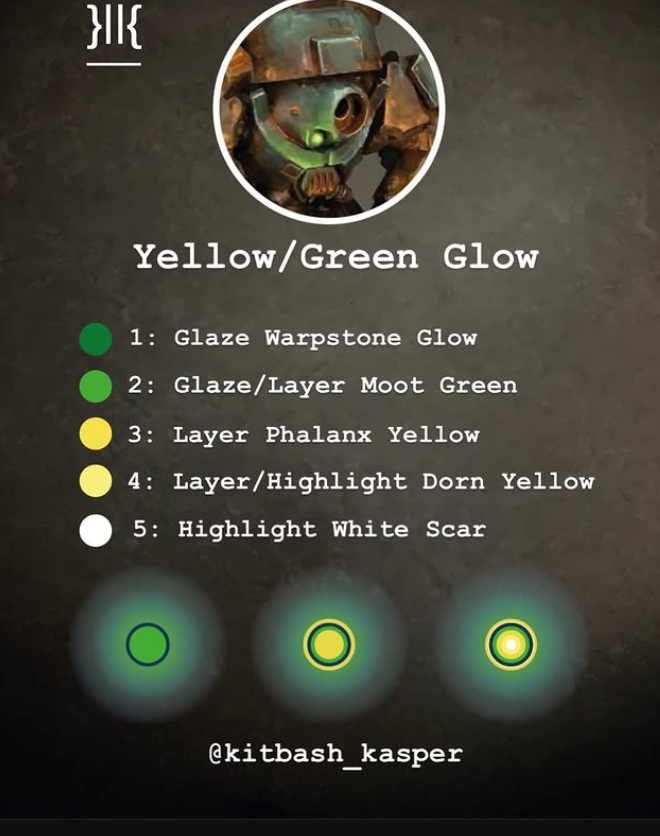 }||{
Yellow/Green Glow
1: Glaze Warpstone Glow
2: Glaze/Layer Moot Green
3: Layer Phalanx Yellow
4: Layer/Highlight Dorn Yellow
5: Highlight White Scar
@kitbash_kasper